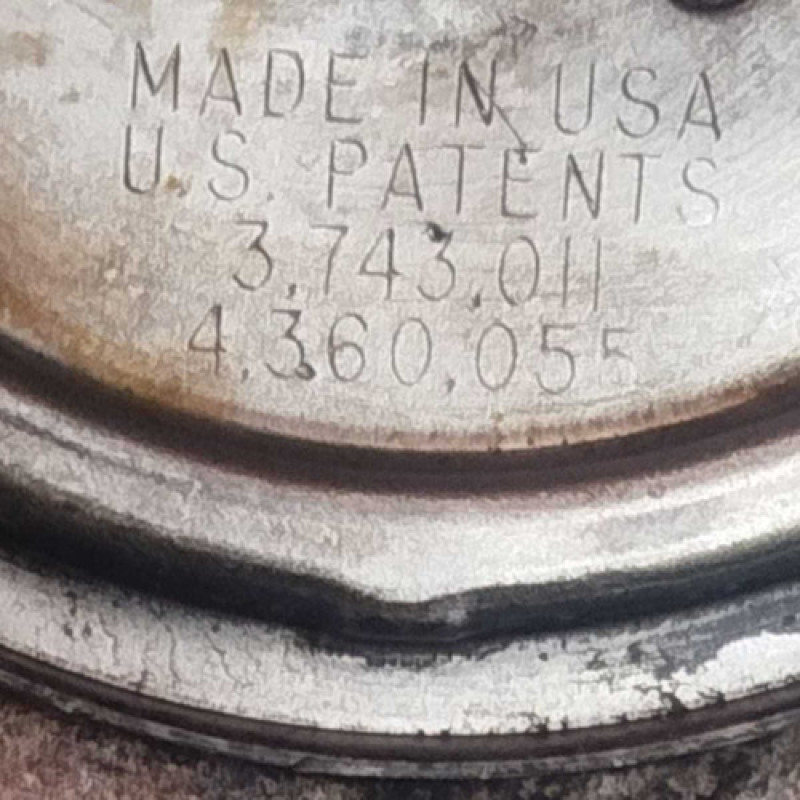 MADE IN USA
U.S. PATENTS
3,743,011
4,360,055